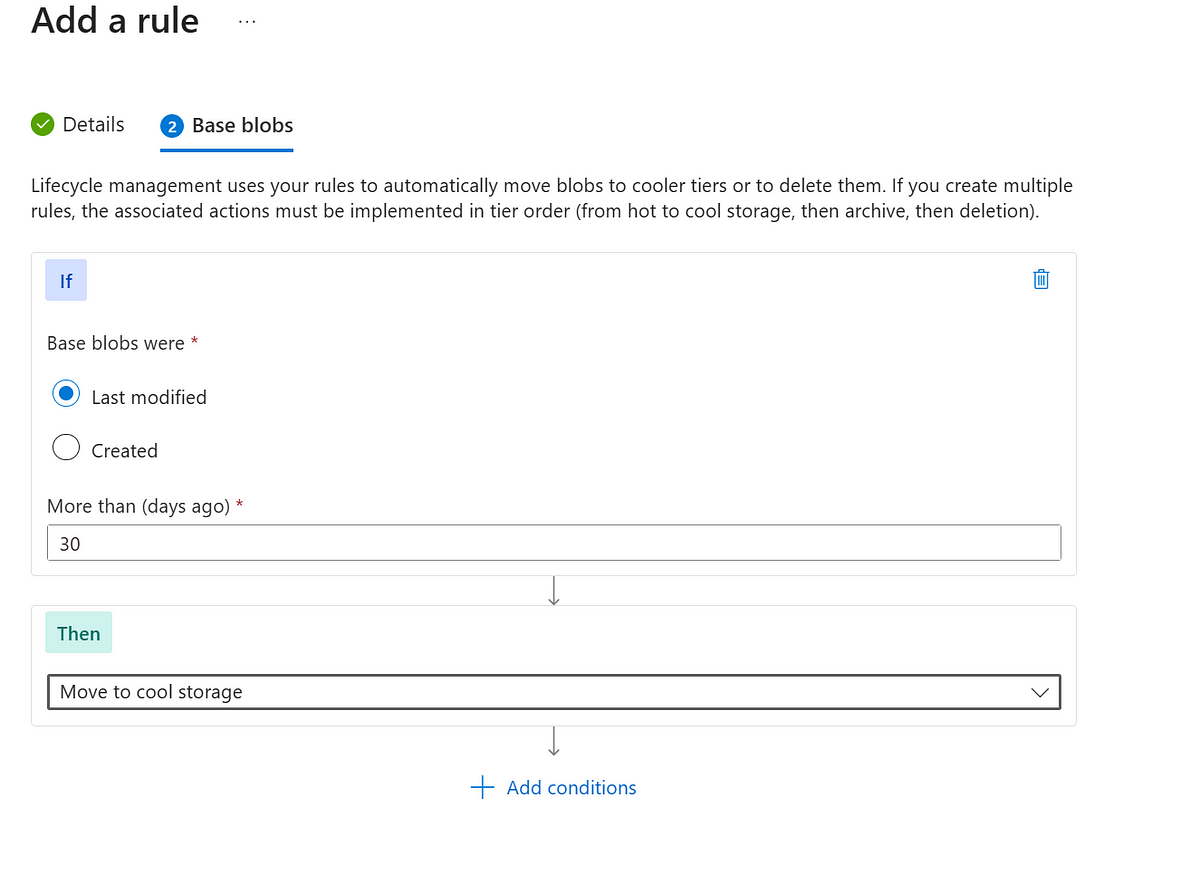 Add a rule ...
Details
2 Base blobs
Lifecycle management uses your rules to automatically move blobs to cooler tiers or to delete them. If you create multiple
rules, the associated actions must be implemented in tier order (from hot to cool storage, then archive, then deletion).
If
Base blobs were *
Last modified
Created
More than (days ago) *
30
Then
Move to cool storage
Add conditions